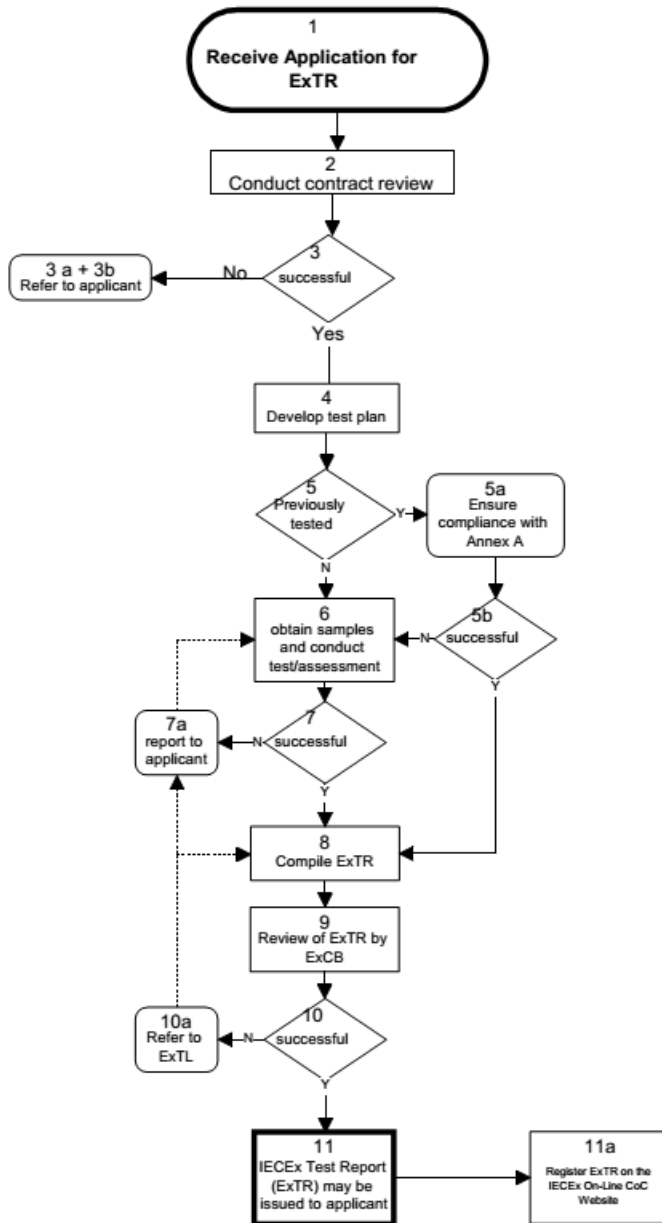 1
Receive Application for
ExTR
2
Conduct contract review
3
successful
No
3 a + 3b
Refer to applicant
Yes
4
Develop test plan
5
Previously
tested
Y
5a
Ensure
compliance with
Annex A
N
6
obtain samples
and conduct
test/assessment
N
5b
successful
Y
7
successful
N
7a
report to
applicant
Y
8
Compile ExTR
9
Review of ExTR by
ExCB
10
successful
N
10a
Refer to
ExTL
Y
11
IECEx Test Report
(ExTR) may be
issued to applicant
11a
Register ExTR on the
IECEx On-Line CoC
Website